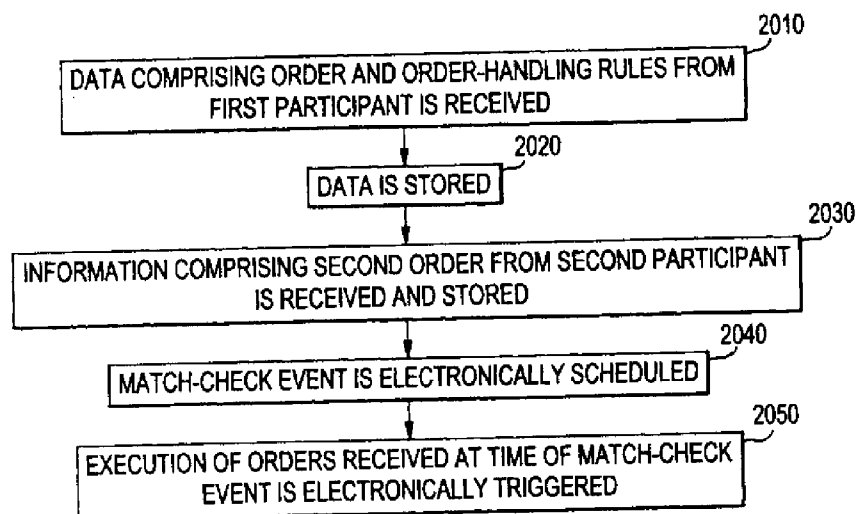 2010
DATA COMPRISING ORDER AND ORDER-HANDLING RULES FROM
FIRST PARTICIPANT IS RECEIVED
2020
DATA IS STORED
2030
INFORMATION COMPRISING SECOND ORDER FROM SECOND PARTICIPANT
IS RECEIVED AND STORED
2040
MATCH-CHECK EVENT IS ELECTRONICALLY SCHEDULED
2050
EXECUTION OF ORDERS RECEIVED AT TIME OF MATCH-CHECK
EVENT IS ELECTRONICALLY TRIGGERED